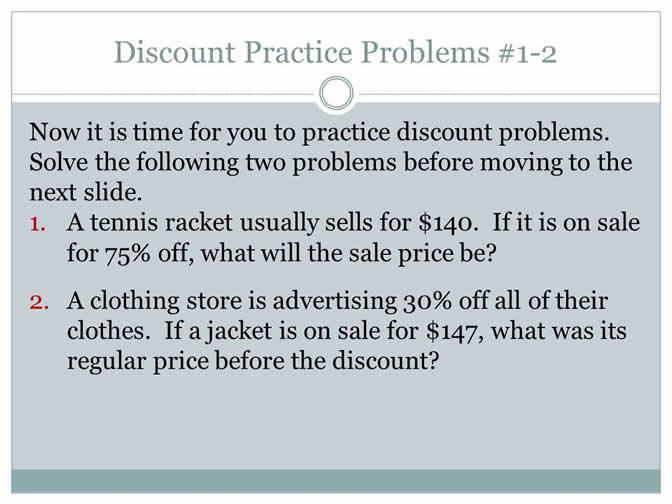 Discount Practice Problems #1-2
Now it is time for you to practice discount problems.
Solve the following two problems before moving to the
next slide.
1. A tennis racket usually sells for $140. If it is on sale
for 75% off, what will the sale price be?
2. A clothing store is advertising 30% off all of their
clothes. If a jacket is on sale for $147, what was its
regular price before the discount?